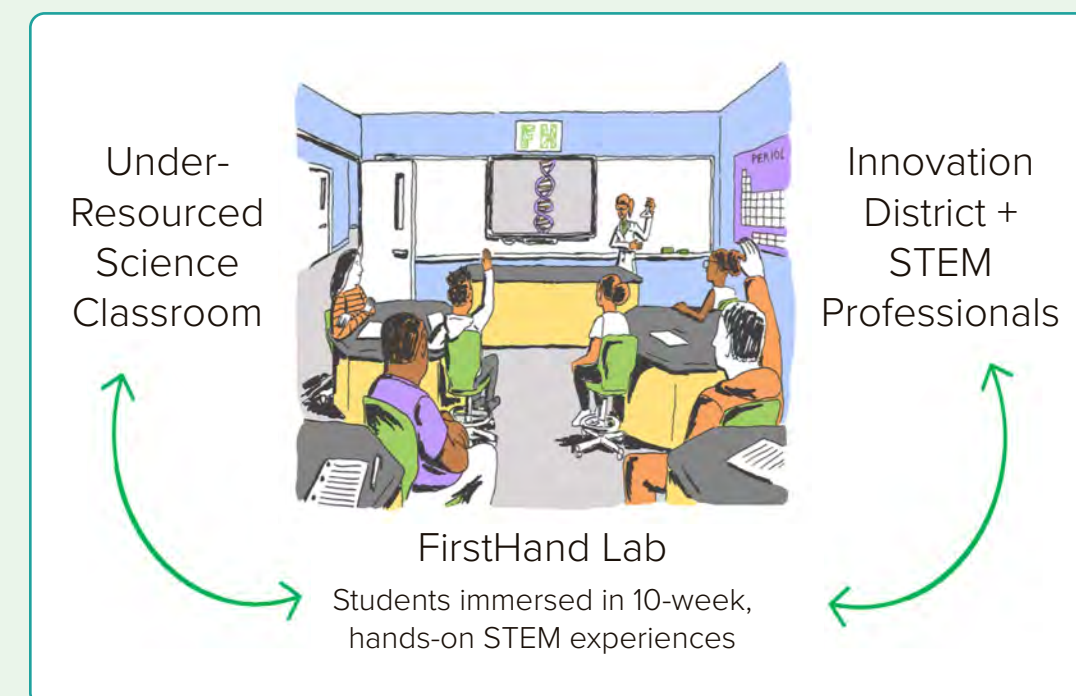 Under-
Resourced
Science
Classroom
FH
PERIOD
Innovation
District +
STEM
Professionals
FirstHand Lab
Students immersed in 10-week,
hands-on STEM experiences